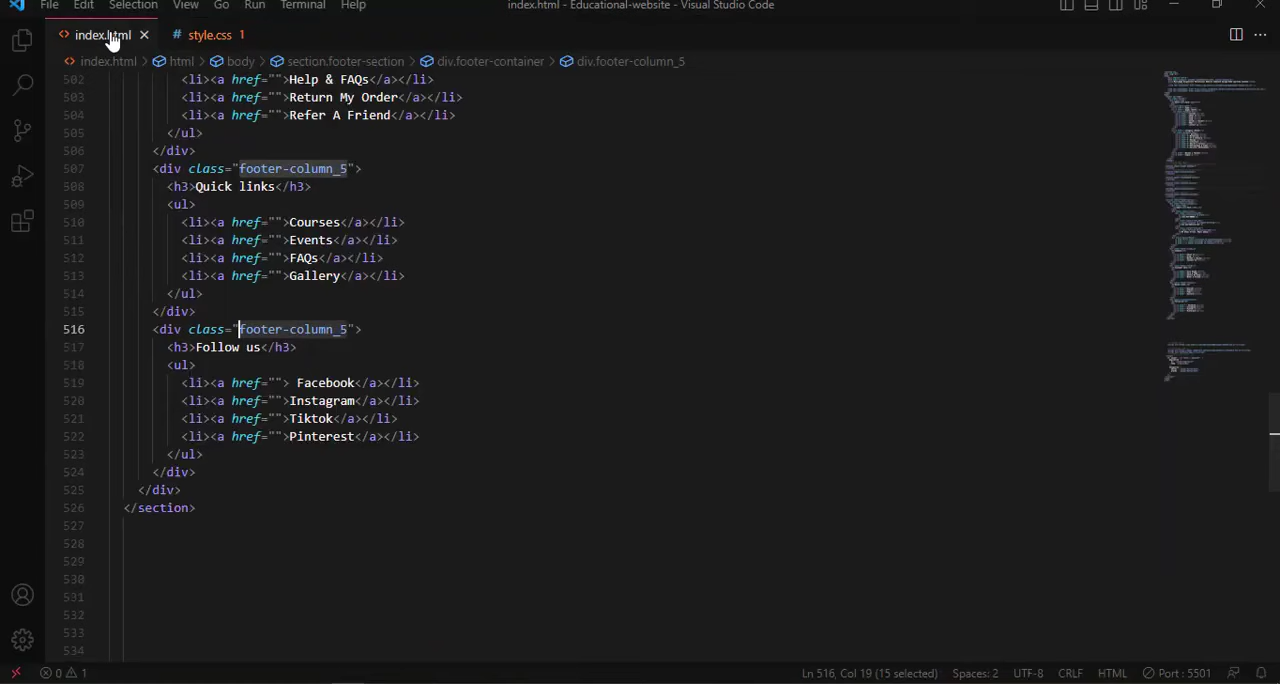 File Edit Selection View Go Run Terminal Help index.html - Educational-website - Visual Studio Code
<> index.html # style.css 1
<> index.html > html > body > section.footer-section > div.footer-container > div.footer-column_5
502 <li><a href="">Help & FAQs</a></li>
503 <li><a href="">Return My Order</a></li>
504 <li><a href="">Refer A Friend</a></li>
505 </ul>
506 </div>
507 <div class="footer-column_5">
508 <h3>Quick links</h3>
509 <ul>
510 <li><a href="">Courses</a></li>
511 <li><a href="">Events</a></li>
512 <li><a href="">FAQs</a></li>
513 <li><a href="">Gallery</a></li>
514 </ul>
515 </div>
516 <div class="footer-column_5">
517 <h3>Follow us</h3>
518 <ul>
519 <li><a href=""> Facebook</a></li>
520 <li><a href="">Instagram</a></li>
521 <li><a href="">Tiktok</a></li>
522 <li><a href="">Pinterest</a></li>
523 </ul>
524 </div>
525 </div>
526 </section>
527
528
529
530
531
532
533
534
0 1 Ln 516, Col 19 (15 selected) Spaces: 2 UTF-8 CRLF HTML Port : 5501